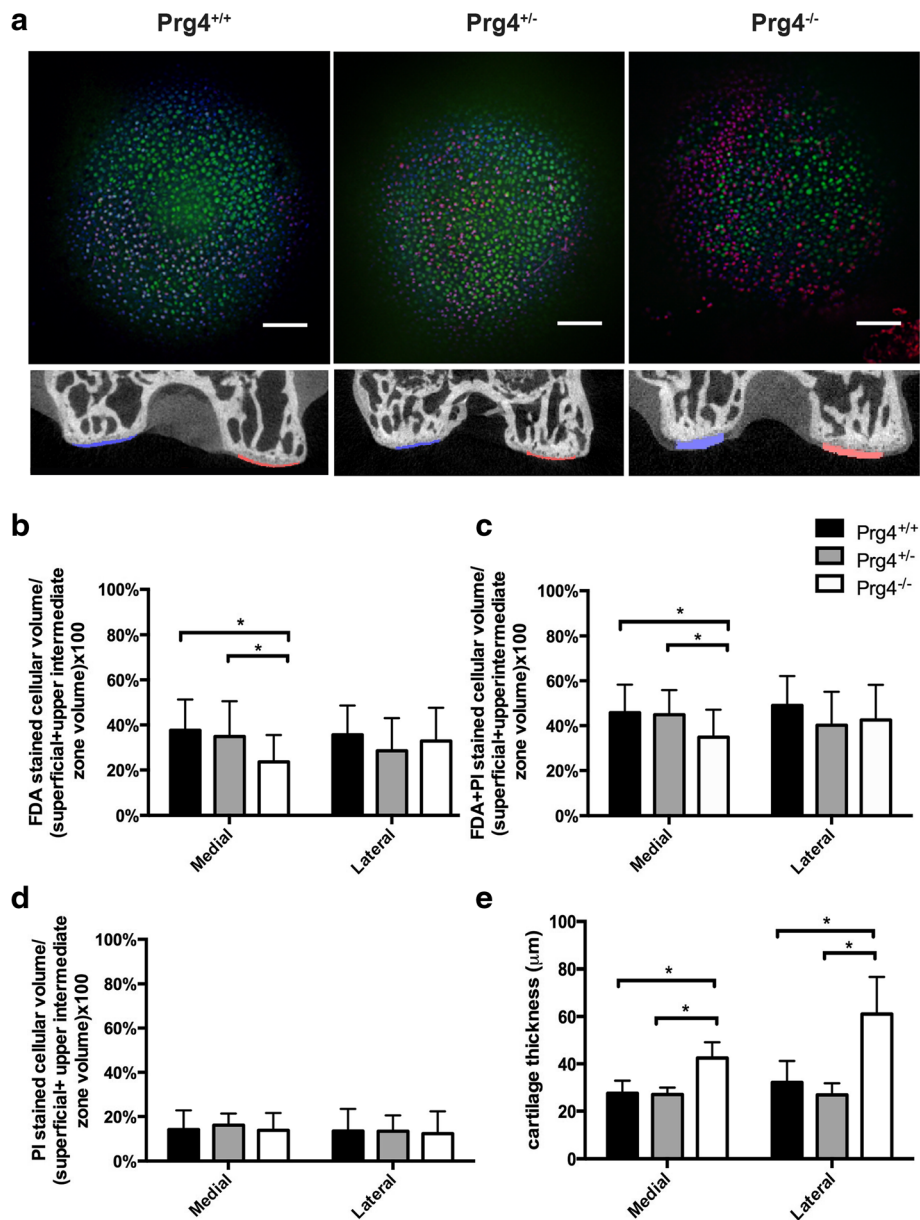 a
Prg4+/+
Prg4+/-
Prg4-/-
b
FDA stained cellular volume/
(superficial+upper intermediate
zone volume)x100
100%
80%
60%
40%
20%
0%
*
*
Medial
Lateral
c
FDA+PI stained cellular volume/
(superficial+upperintermediate
zone volume)x100
100%
80%
60%
40%
20%
0%
*
*
Medial
Lateral
Prg4+/+
Prg4+/-
Prg4-/-
d
PI stained cellular volume/
(superficial+ upper intermediate
zone volume)x100
100%
80%
60%
40%
20%
0%
Medial
Lateral
e
cartilage thickness (μm)
100
80
60
40
20
0
*
*
*
*
Medial
Lateral